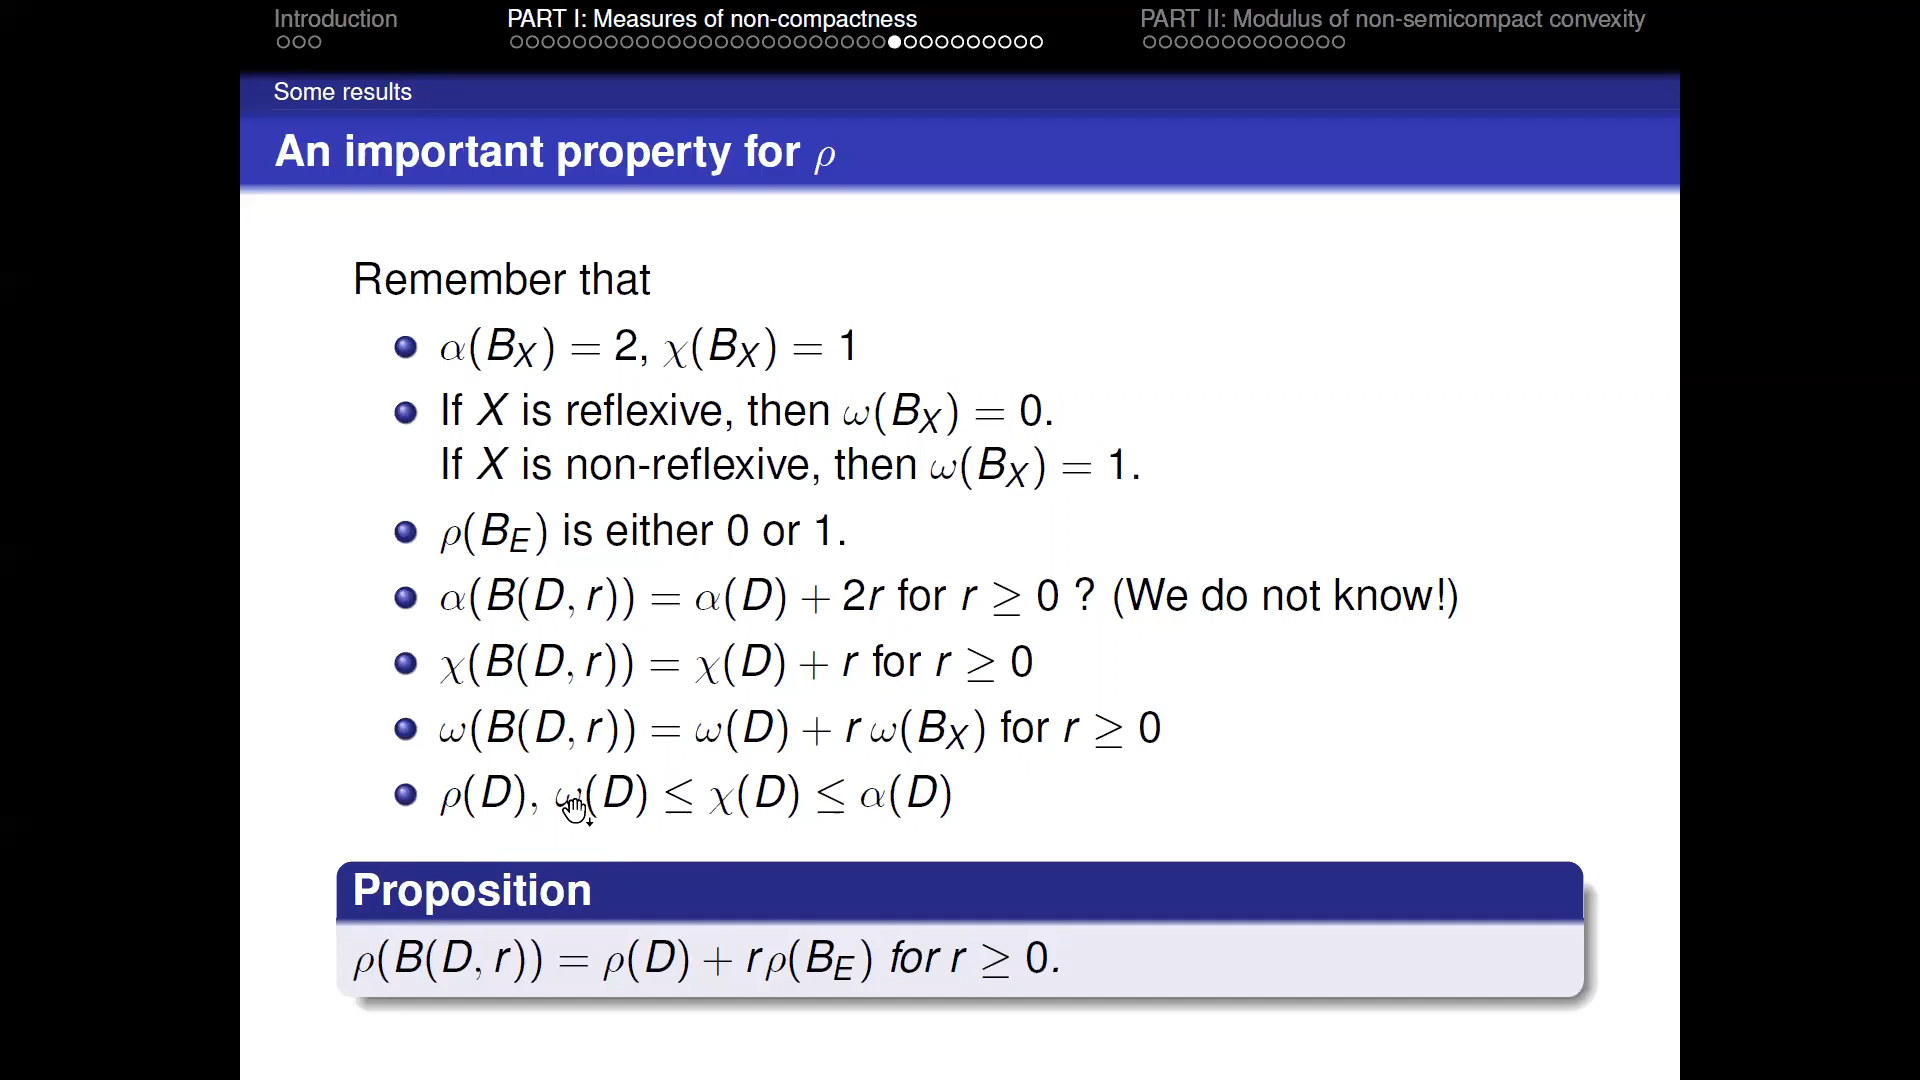 Introduction
PART I: Measures of non-compactness
PART II: Modulus of non-semicompact convexity
Some results
An important property for ρ
Remember that
α(B_X) = 2, χ(B_X) = 1
If X is reflexive, then ω(B_X) = 0.
If X is non-reflexive, then ω(B_X) = 1.
ρ(B_E) is either 0 or 1.
α(B(D, r)) = α(D) + 2r for r ≥ 0 ? (We do not know!)
χ(B(D, r)) = χ(D) + r for r ≥ 0
ω(B(D, r)) = ω(D) + r ω(B_X) for r ≥ 0
ρ(D), ω(D) ≤ χ(D) ≤ α(D)
Proposition
ρ(B(D, r)) = ρ(D) + rρ(B_E) for r ≥ 0.